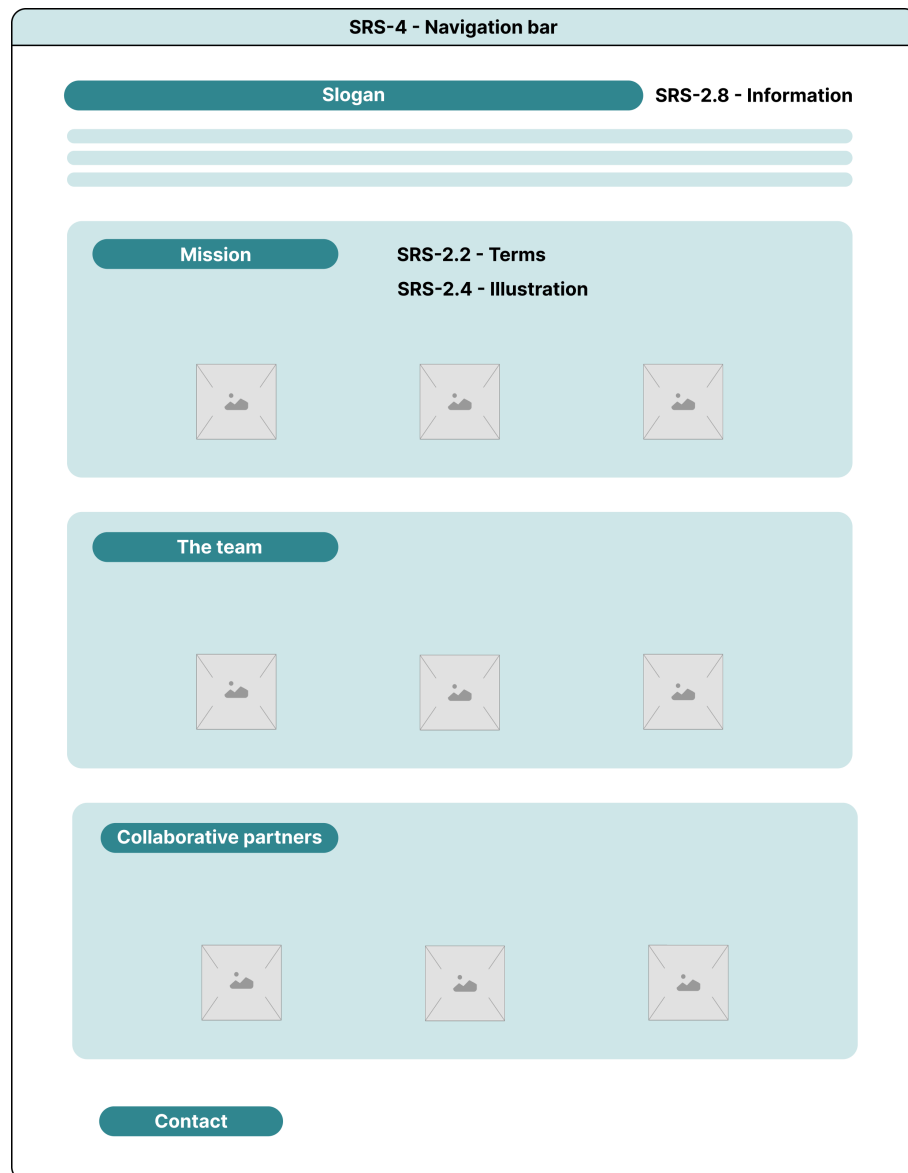 SRS-4 - Navigation bar
Slogan
SRS-2.8 - Information
Mission
SRS-2.2 - Terms
SRS-2.4 - Illustration
The team
Collaborative partners
Contact